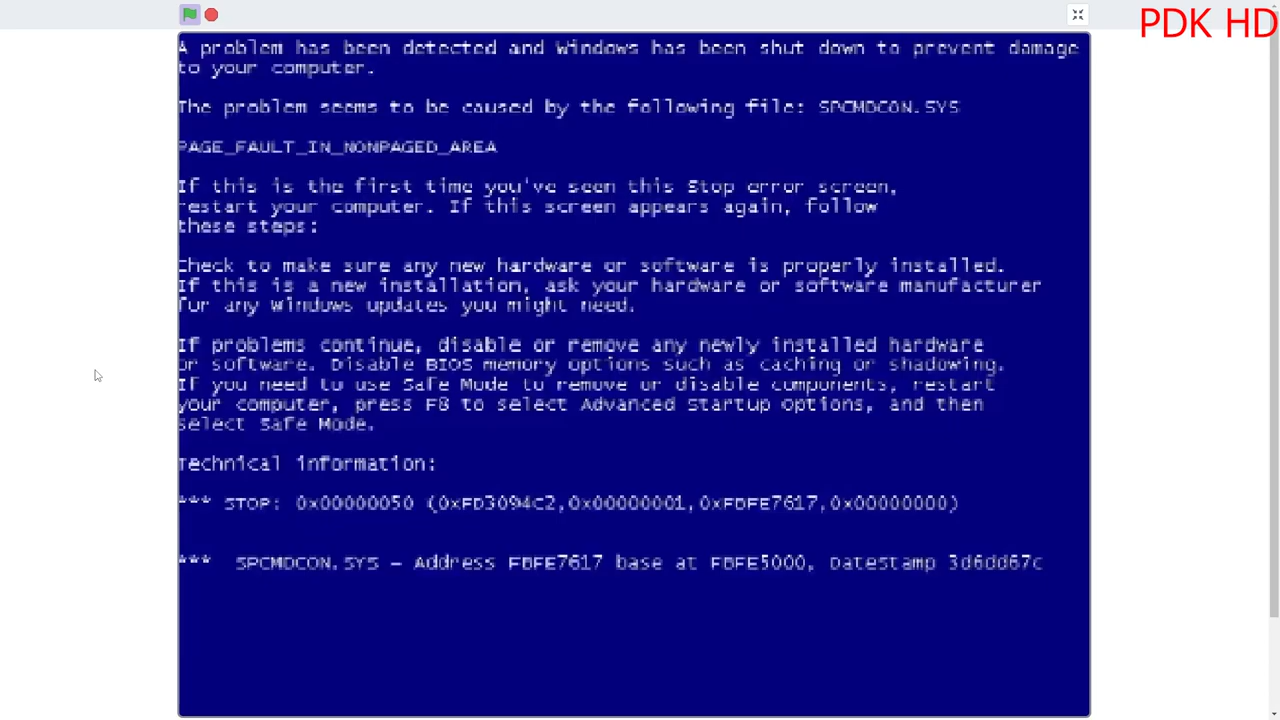 PDK HD
A problem has been detected and Windows has been shut down to prevent damage
to your computer.
The problem seems to be caused by the following file: SPCMDCON.SYS
PAGE_FAULT_IN_NONPAGED_AREA
If this is the first time you've seen this Stop error screen,
restart your computer. If this screen appears again, follow
these steps:
Check to make sure any new hardware or software is properly installed.
If this is a new installation, ask your hardware or software manufacturer
for any Windows updates you might need.
If problems continue, disable or remove any newly installed hardware
or software. Disable BIOS memory options such as caching or shadowing.
If you need to use Safe Mode to remove or disable components, restart
your computer, press F8 to select Advanced Startup Options, and then
select Safe Mode.
Technical information:
*** STOP: 0x00000050 (0xFD3094C2,0x00000001,0xFBFE7617,0x00000000)
*** SPCMDCON.SYS - Address FBFE7617 base at FBFE5000, DateStamp 3d6dd67c